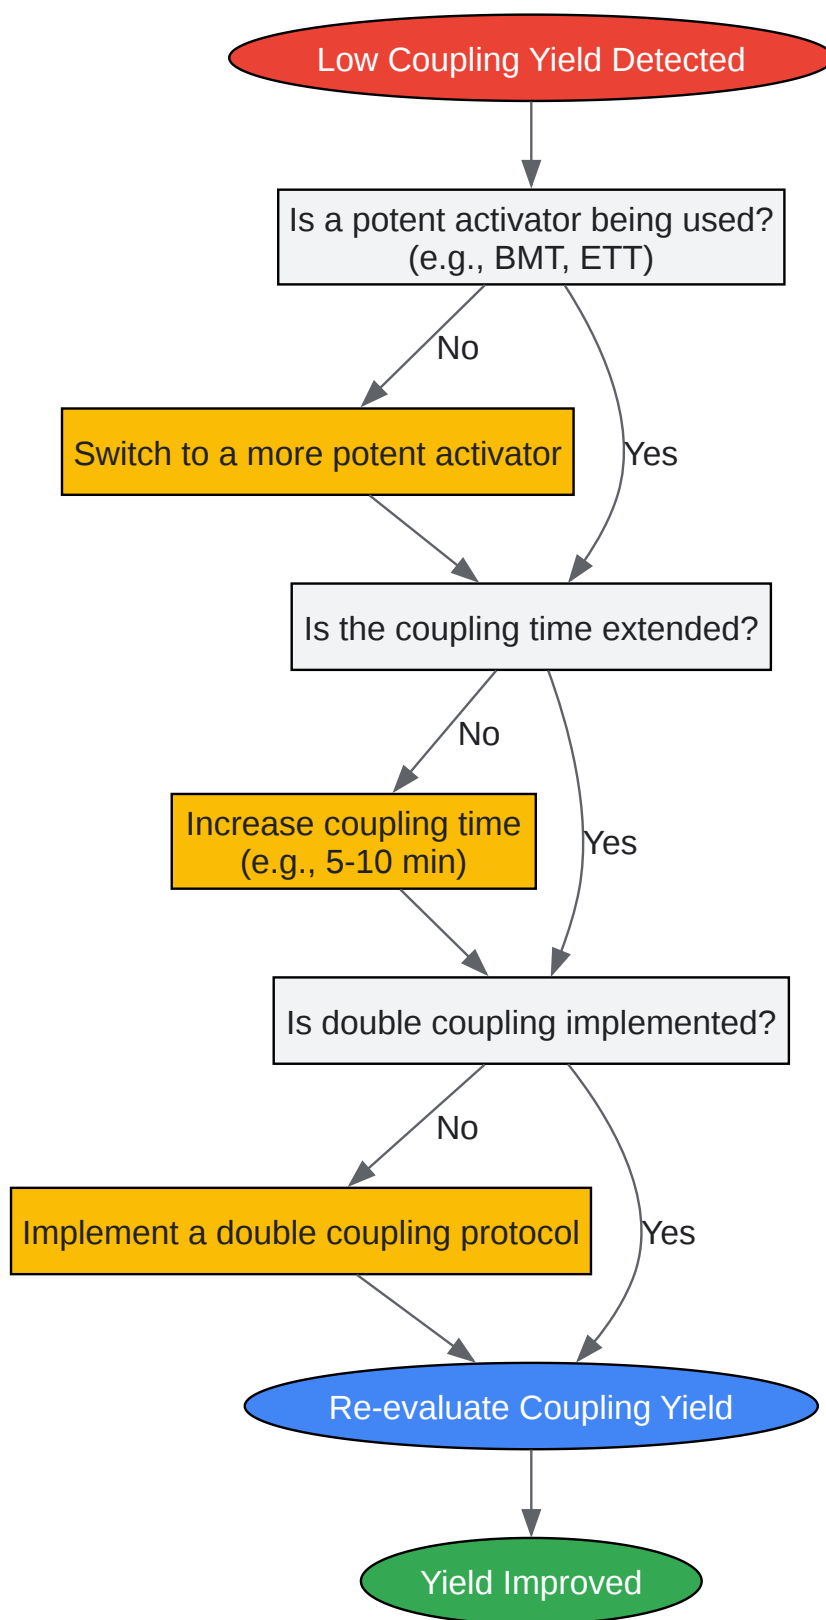 Low Coupling Yield Detected
Is a potent activator being used?
(e.g., BMT, ETT)
No
Yes
Switch to a more potent activator
Is the coupling time extended?
No
Yes
Increase coupling time
(e.g., 5-10 min)
Is double coupling implemented?
No
Yes
Implement a double coupling protocol
Re-evaluate Coupling Yield
Yield Improved